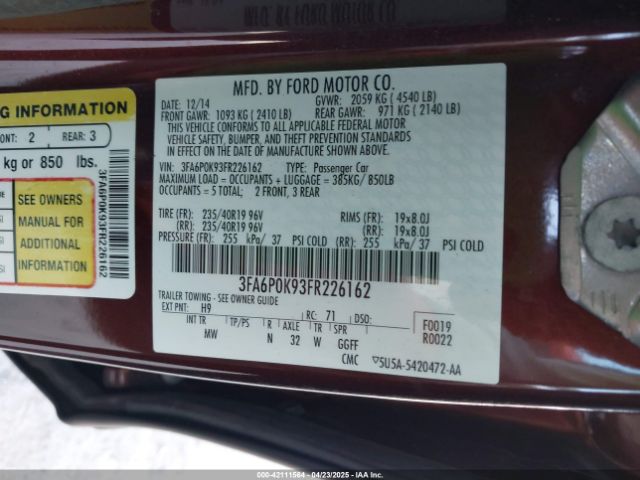 MFD. BY FORD MOTOR CO.
DATE: 12/14 GVWR: 2059 KG ( 4540 LB)
FRONT GAWR: 1093 KG ( 2410 LB) REAR GAWR: 971 KG ( 2140 LB)
THIS VEHICLE CONFORMS TO ALL APPLICABLE FEDERAL MOTOR
VEHICLE SAFETY, BUMPER, AND THEFT PREVENTION STANDARDS
IN EFFECT ON THE DATE OF MANUFACTURE SHOWN ABOVE.
VIN: 3FA6P0K93FR226162 TYPE: Passenger Car
MAXIMUM LOAD = OCCUPANTS + LUGGAGE = 385KG / 850LB
OCCUPANTS = 5 TOTAL; 2 FRONT, 3 REAR
TIRE (FR): 235/40R19 96V RIMS (FR): 19x8.0J
(RR): 235/40R19 96V (RR): 19x8.0J
PRESSURE (FR): 255 kPa/ 37 PSI COLD (RR): 255 kPa/ 37 PSI COLD
3FA6P0K93FR226162
TRAILER TOWING - SEE OWNER GUIDE
EXT PNT: H9 RC: 71 DSO:
INT TR TP/PS R AXLE TR SPR
MW N 32 W GGFF
F0019
R0022
CMC 5U5A-5420472-AA
G INFORMATION
ONT: 2 REAR: 3
kg or 850 lbs.
SEE OWNERS
MANUAL FOR
ADDITIONAL
INFORMATION
3FA6P0K93FR226162
000-42111564 - 04/23/2025 - www.iaai.com